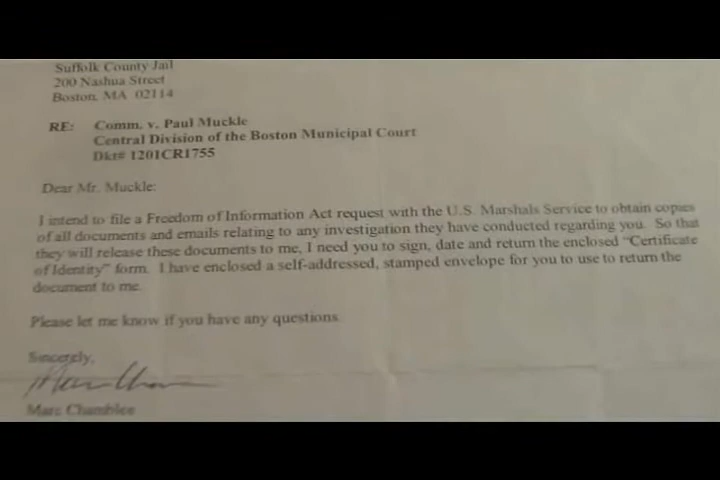 Suffolk County Jail
200 Nashua Street
Boston, MA 02114
RE: Comm. v. Paul Muckle
Central Division of the Boston Municipal Court
Dkt# 1201CR1755
Dear Mr. Muckle:
I intend to file a Freedom of Information Act request with the U.S. Marshals Service to obtain copies
of all documents and emails relating to any investigation they have conducted regarding you. So that
they will release these documents to me, I need you to sign, date and return the enclosed "Certificate
of Identity" form. I have enclosed a self-addressed, stamped envelope for you to use to return the
document to me.
Please let me know if you have any questions.
Sincerely,
Marc Chamblee